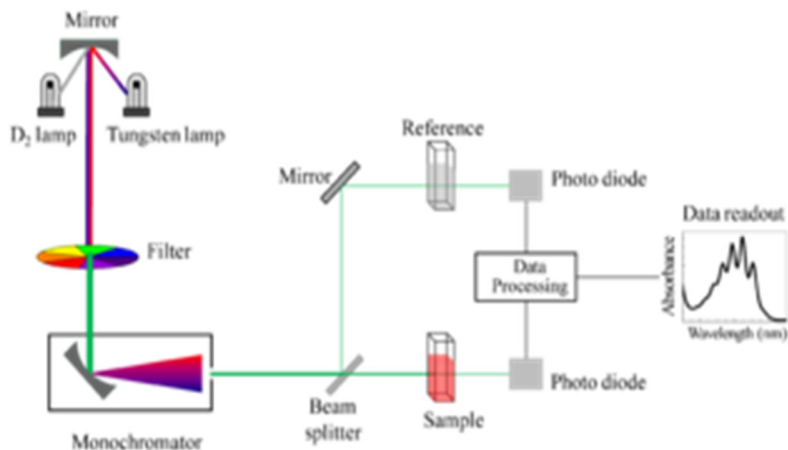 Mirror
D₂ lamp
Tungsten lamp
Filter
Monochromator
Mirror
Reference
Photo diode
Data
Processing
Data readout
Absorbance
Wavelength (nm)
Beam
splitter
Sample
Photo diode